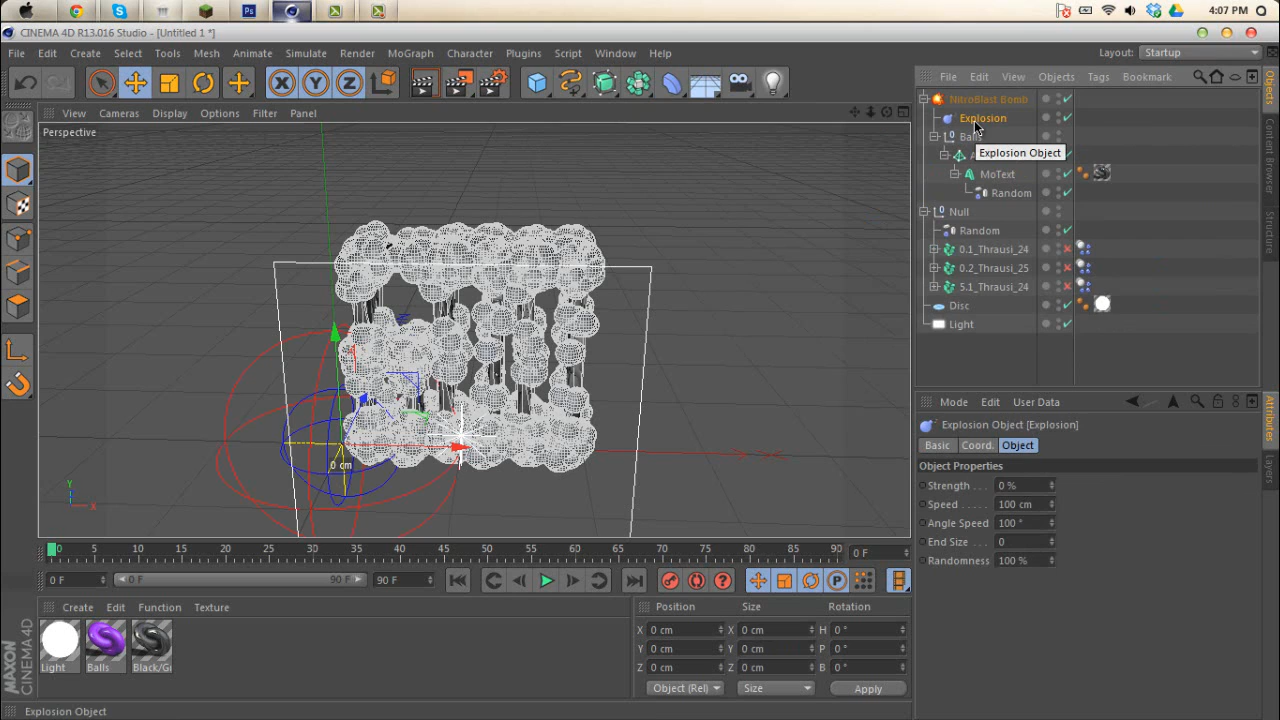 4:07 PM
CINEMA 4D R13.016 Studio - [Untitled 1 *]
File Edit Create Select Tools Mesh Animate Simulate Render MoGraph Character Plugins Script Window Help
Layout: Startup
File Edit View Objects Tags Bookmark
View Cameras Display Options Filter Panel
Perspective
NitroBlast Bomb
Explosion
Explosion Object
MoText
Random
Null
Random
0.1_Thrausi_24
0.2_Thrausi_25
5.1_Thrausi_24
Disc
Light
Objects
Content Browser
Structure
0 cm
Y
X
Mode Edit User Data
Explosion Object [Explosion]
Basic Coord. Object
Object Properties
Strength . . . 0 %
Speed . . . . . 100 cm
Angle Speed 100 °
End Size . . . 0
Randomness 100 %
Attributes
Layers
0 5 10 15 20 25 30 35 40 45 50 55 60 65 70 75 80 85 90 0 F
0 F 0 F 90 F 90 F
Create Edit Function Texture
Light Balls Black/Gr
MAXON CINEMA 4D
Position Size Rotation
X 0 cm X 0 cm H 0 °
Y 0 cm Y 0 cm P 0 °
Z 0 cm Z 0 cm B 0 °
Object (Rel) Size Apply
Explosion Object